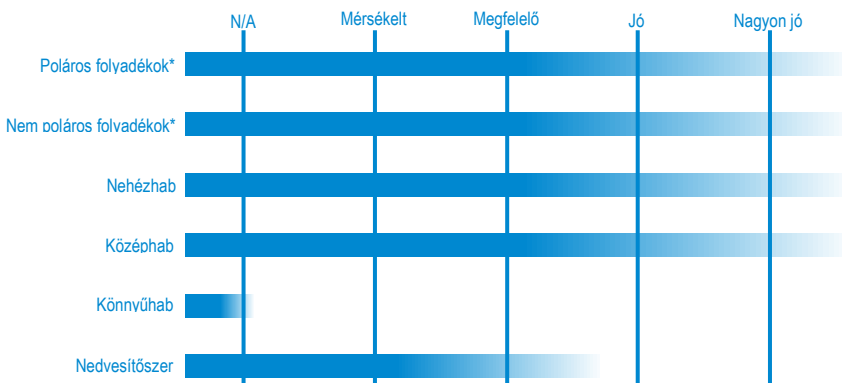 N/A Mérsékelt Megfelelő Jó Nagyon jó
Poláros folyadékok*
Nem poláros folyadékok*
Nehézhab
Középhab
Könnyűhab
Nedvesítőszer